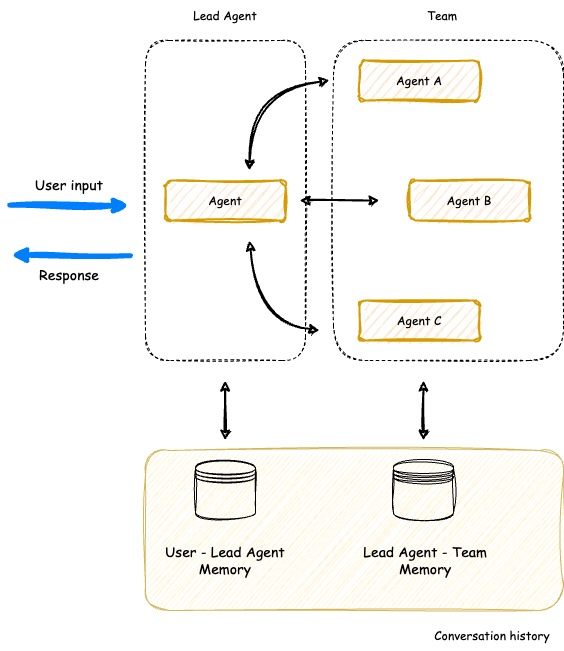 Lead Agent
Team
Agent A
User input
Agent
Agent B
Response
Agent C
User - Lead Agent
Memory
Lead Agent - Team
Memory
Conversation history